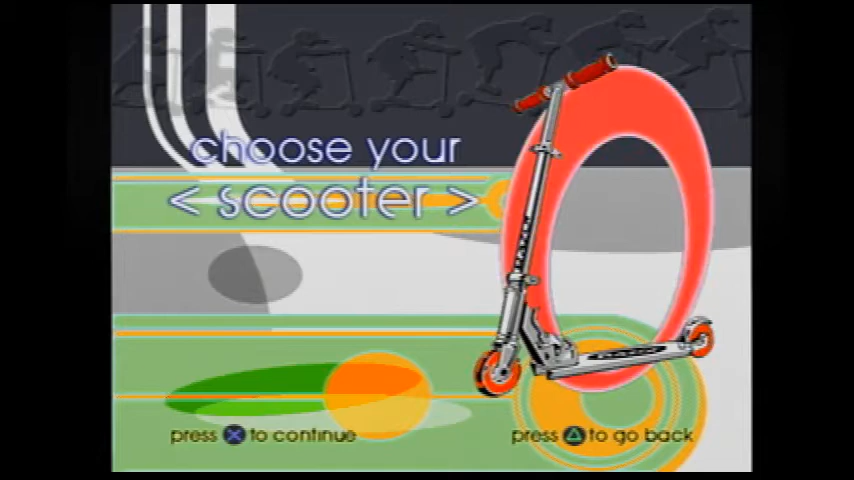 choose your
< scooter >
press X to continue
press △ to go back